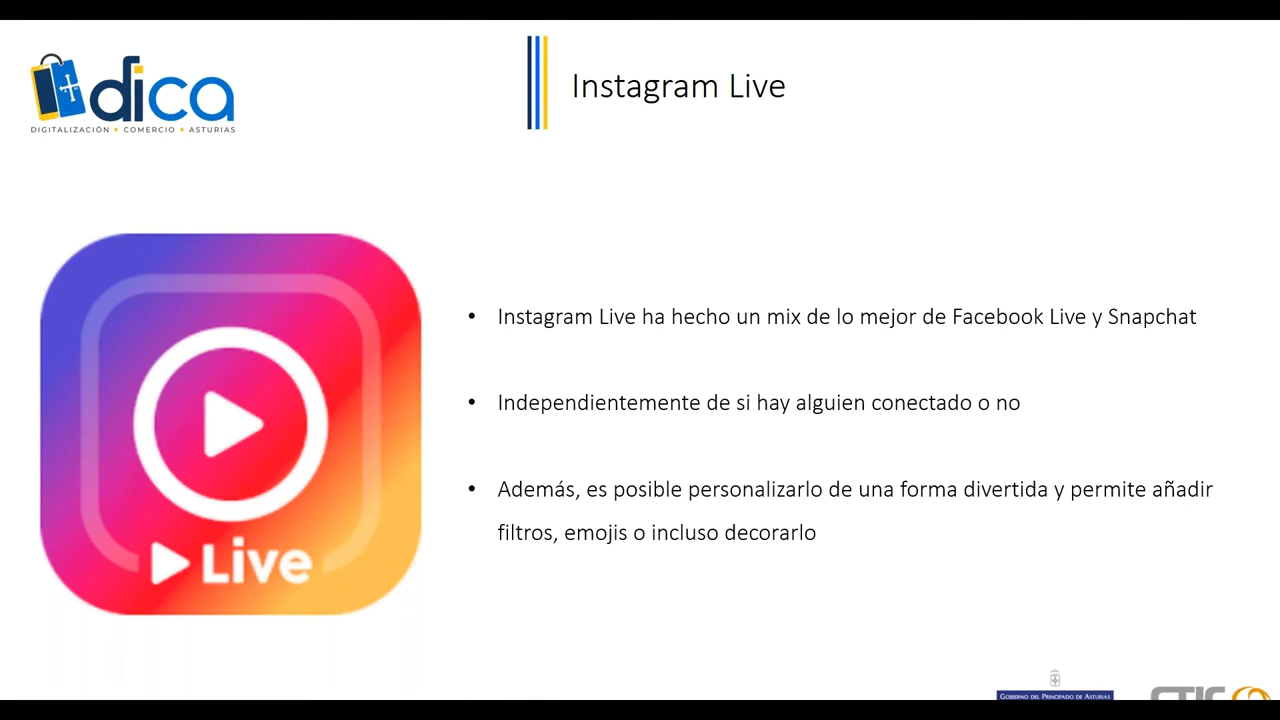 dica
DIGITALIZACIÓN • COMERCIO • ASTURIAS
Instagram Live
• Instagram Live ha hecho un mix de lo mejor de Facebook Live y Snapchat
• Independientemente de si hay alguien conectado o no
• Además, es posible personalizarlo de una forma divertida y permite añadir
filtros, emojis o incluso decorarlo
Live
GOBIERNO DEL PRINCIPADO DE ASTURIAS